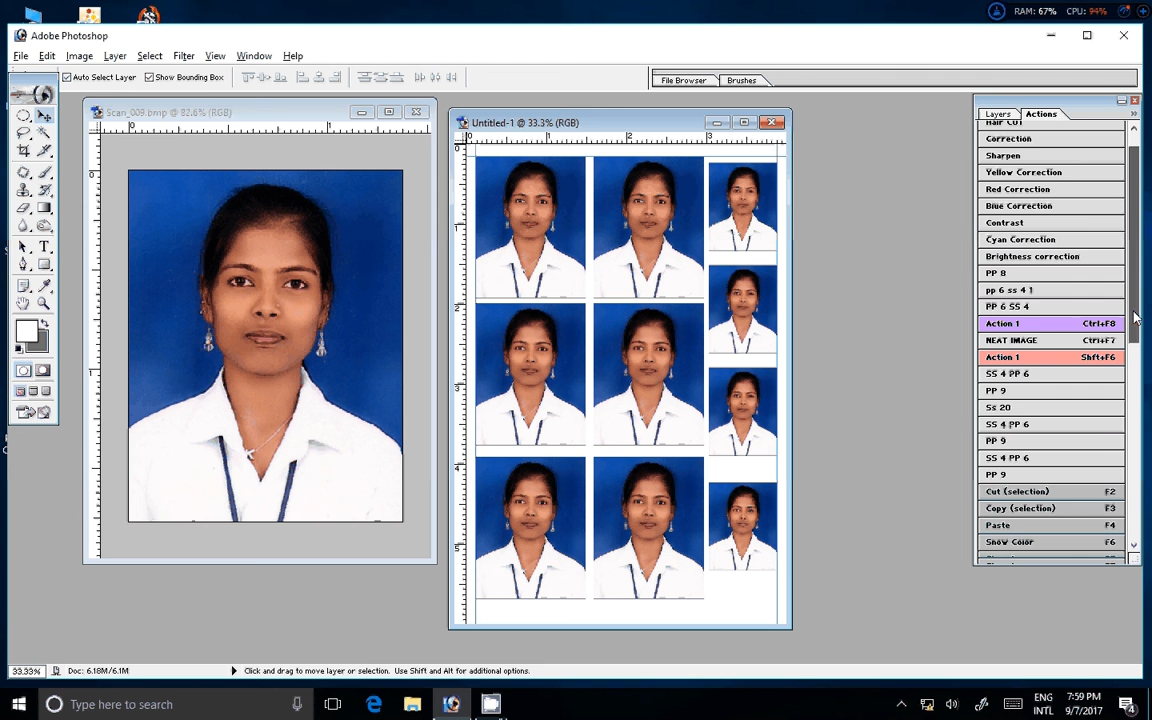 RAM: 67% CPU: 94%
Adobe Photoshop
File Edit Image Layer Select Filter View Window Help
Auto Select Layer Show Bounding Box
File Browser Brushes
Scan_009.bmp @ 82.6% (RGB)
Untitled-1 @ 33.3% (RGB)
Layers Actions
Hair CUT
Correction
Sharpen
Yellow Correction
Red Correction
Blue Correction
Contrast
Cyan Correction
Brightness correction
PP 8
pp 6 ss 4 1
PP 6 SS 4
Action 1 Ctrl+F8
NEAT IMAGE Ctrl+F7
Action 1 Shft+F6
SS 4 PP 6
PP 9
Ss 20
SS 4 PP 6
PP 9
SS 4 PP 6
PP 9
Cut (selection) F2
Copy (selection) F3
Paste F4
Show Color F6
33.33% Doc: 6.18M/6.1M Click and drag to move layer or selection. Use Shift and Alt for additional options.
Type here to search
ENG
INTL
7:59 PM
9/7/2017
4